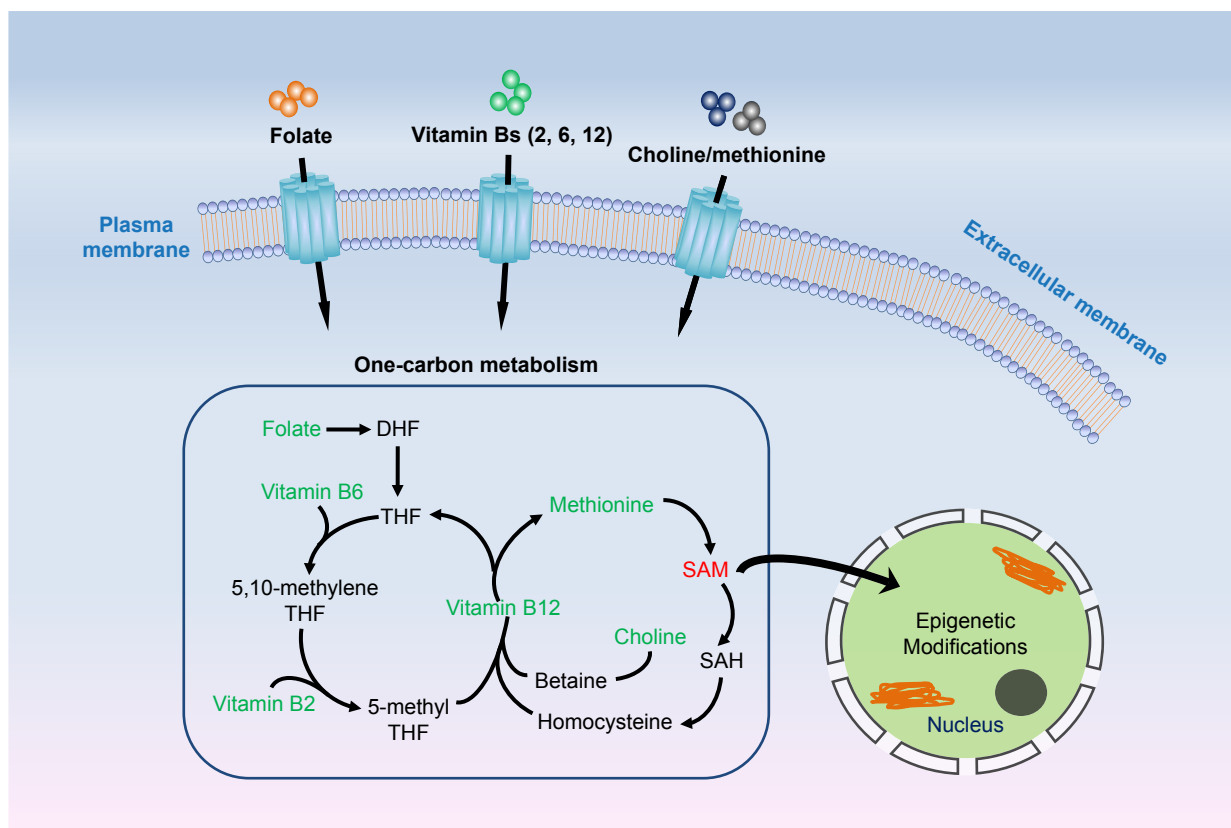 Folate
Vitamin Bs (2, 6, 12)
Choline/methionine
Plasma
membrane
Extracellular membrane
One-carbon metabolism
Folate
DHF
Vitamin B6
THF
Methionine
5,10-methylene
THF
SAM
Vitamin B12
Choline
SAH
Betaine
Vitamin B2
5-methyl
THF
Homocysteine
Epigenetic
Modifications
Nucleus